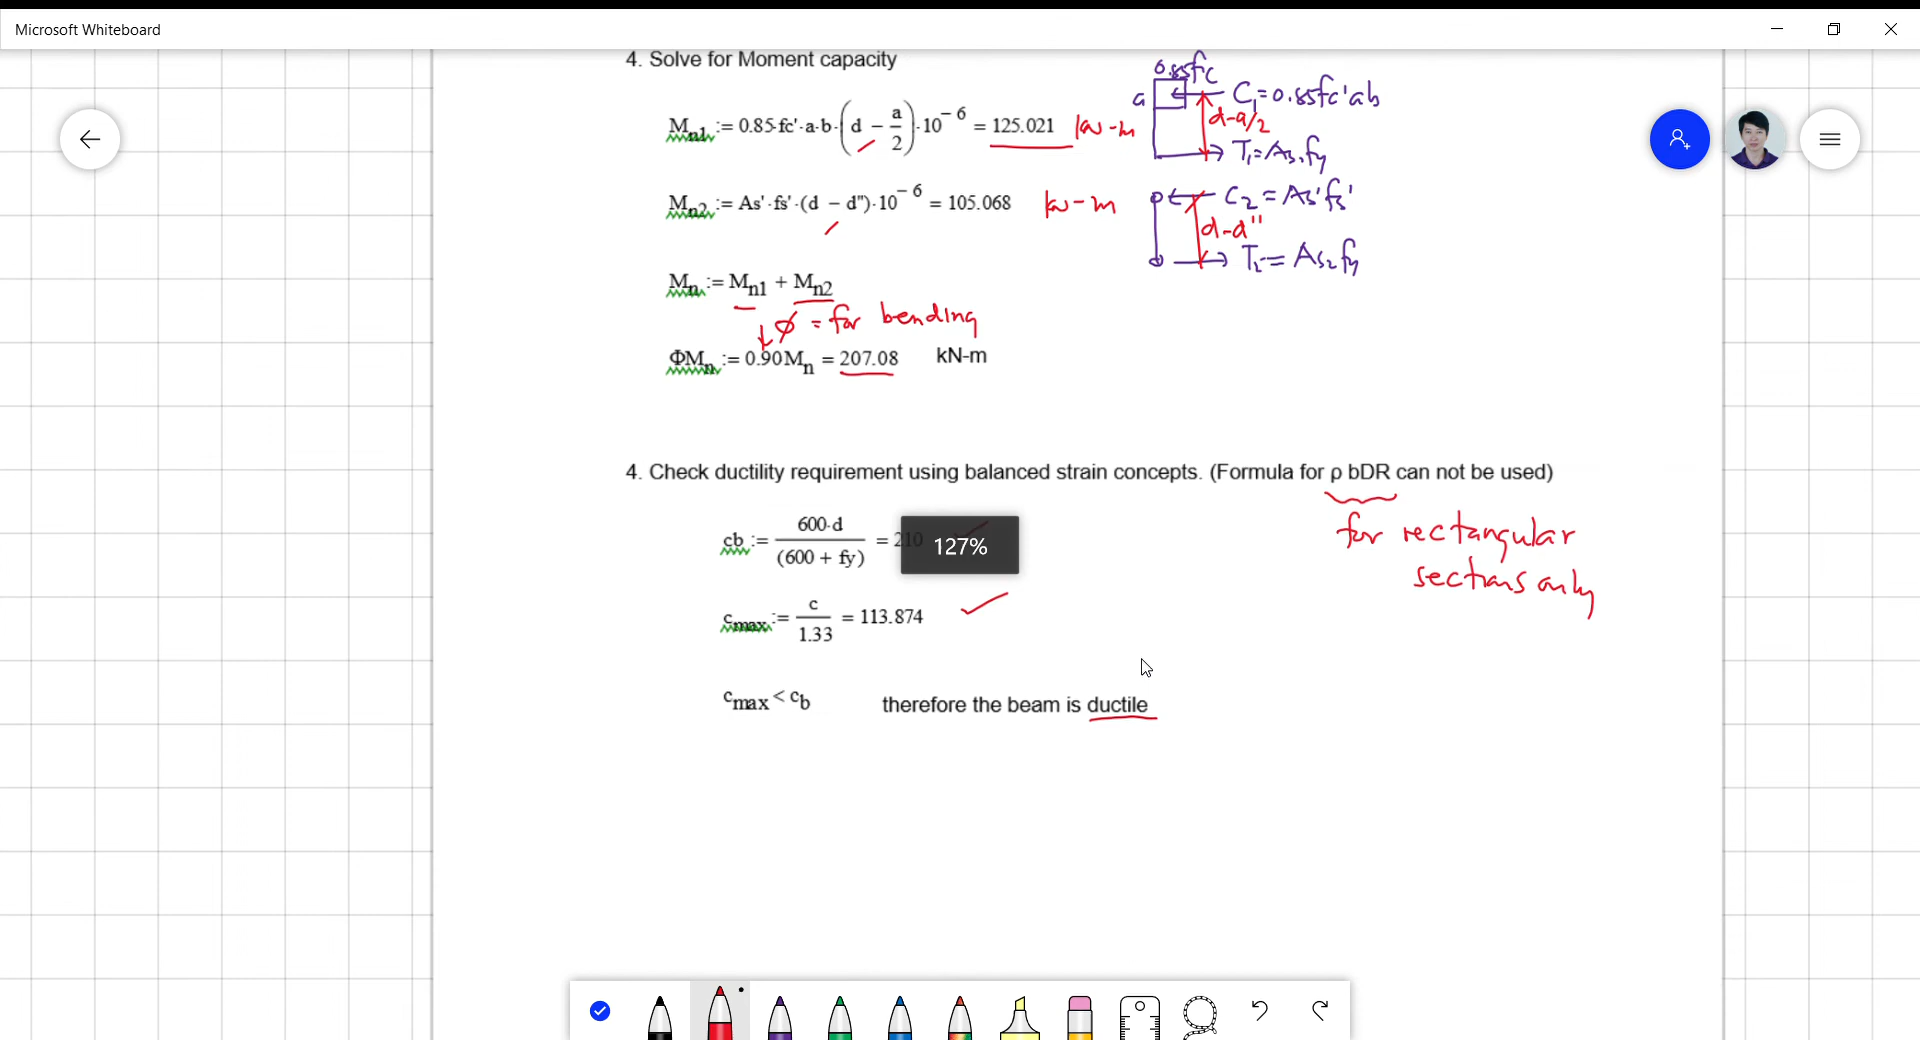 Microsoft Whiteboard
4. Solve for Moment capacity
Mn1 := 0.85·fc'·a·b·(d − a/2)·10^−6 = 125.021 kN-m
Mn2 := As'·fs'·(d − d")·10^−6 = 105.068 kN-m
Mn := Mn1 + Mn2
ϕ = for bending
ΦMn := 0.90Mn = 207.08 kN-m
0.85fc
a C1=0.85fc'ab
d-a/2
T1=As1fy
C2=As'fs'
d-d"
T2=As2fy
4. Check ductility requirement using balanced strain concepts. (Formula for ρ bDR can not be used)
for rectangular
sections only
cb := 600·d/(600 + fy) = 210
127%
cmax := c/1.33 = 113.874
cmax < cb therefore the beam is ductile